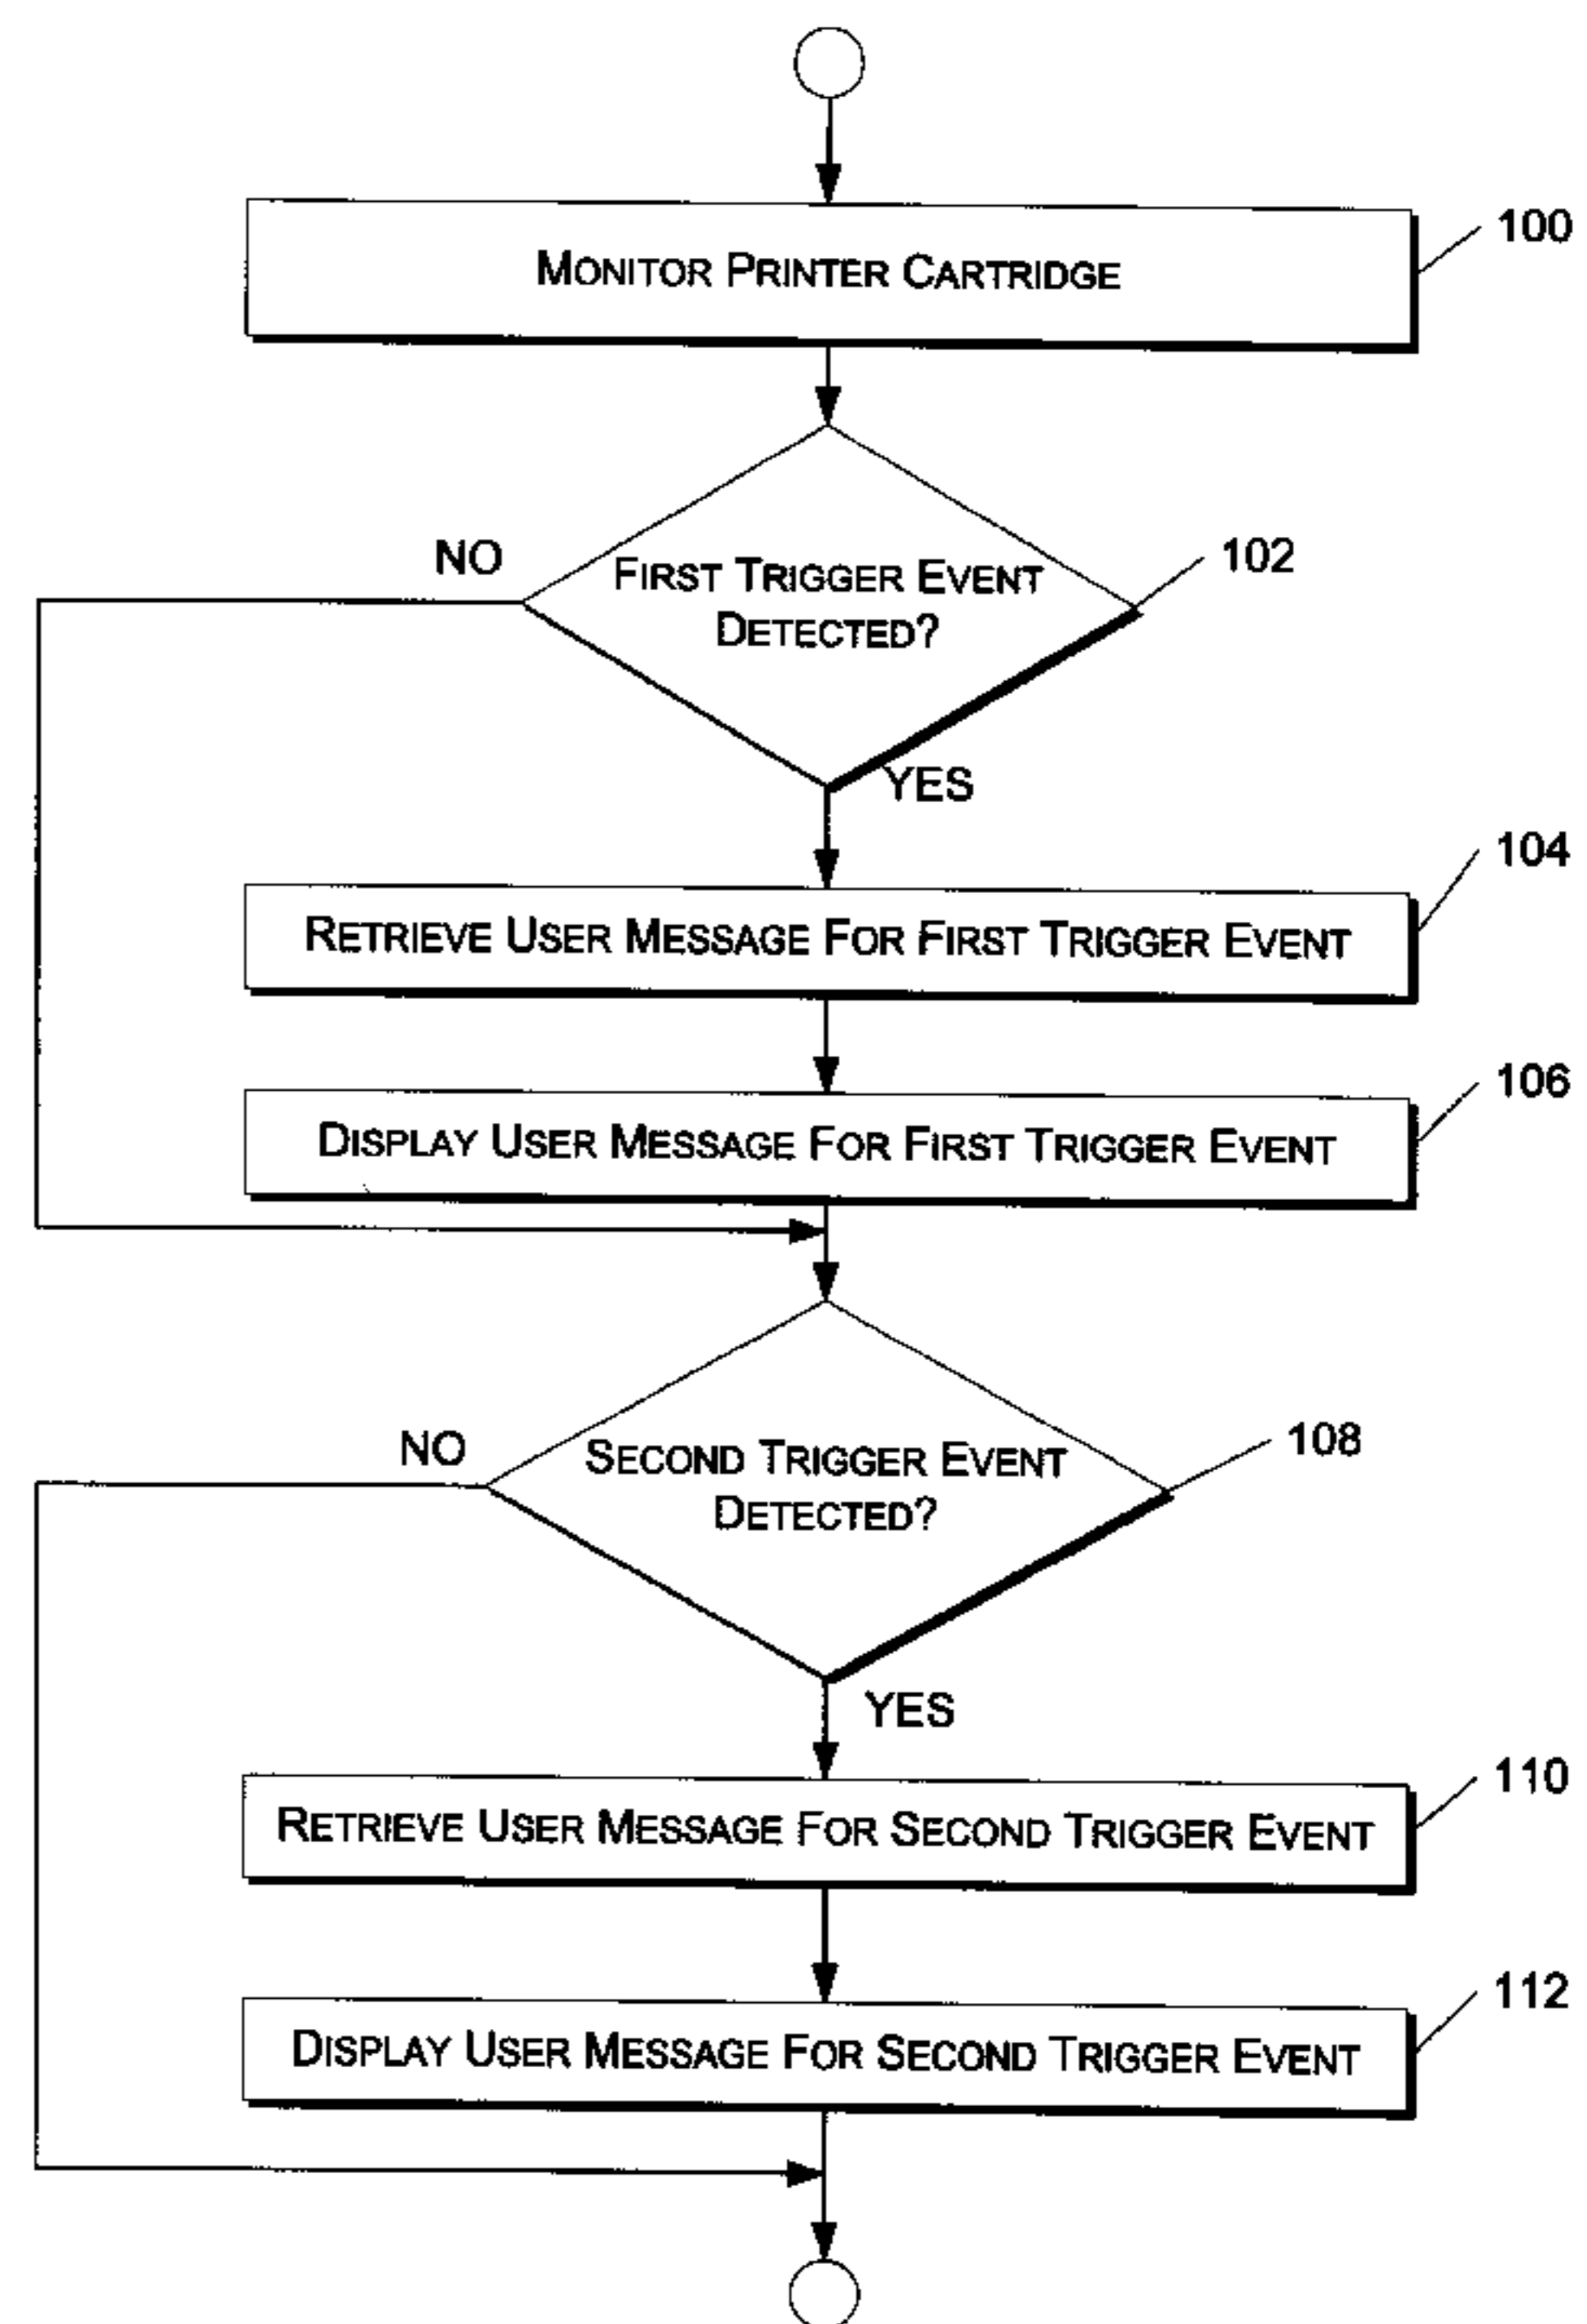 MONITOR PRINTER CARTRIDGE
100
NO
FIRST TRIGGER EVENT
DETECTED?
102
YES
104
RETRIEVE USER MESSAGE FOR FIRST TRIGGER EVENT
106
DISPLAY USER MESSAGE FOR FIRST TRIGGER EVENT
NO
SECOND TRIGGER EVENT
DETECTED?
108
YES
110
RETRIEVE USER MESSAGE FOR SECOND TRIGGER EVENT
112
DISPLAY USER MESSAGE FOR SECOND TRIGGER EVENT